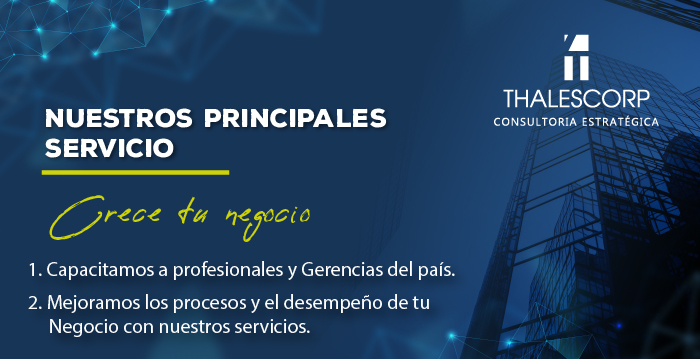 THALESCORP
CONSULTORIA ESTRATÉGICA
NUESTROS PRINCIPALES
SERVICIO
Crece tu negocio
1. Capacitamos a profesionales y Gerencias del país.
2. Mejoramos los procesos y el desempeño de tu
Negocio con nuestros servicios.